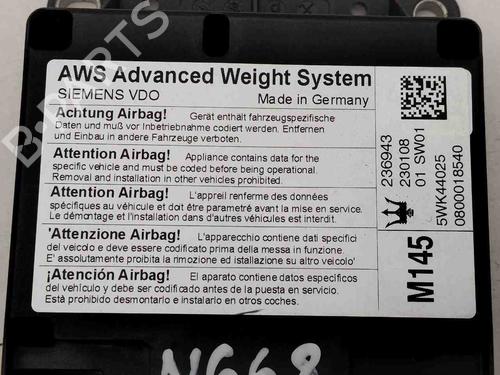 AWS Advanced Weight System
SIEMENS VDO Made in Germany
Achtung Airbag! Gerät enthält fahrzeugspezifische
Daten und muß vor Inbetriebnahme codiert werden. Entfernen
und Einbau in andere Fahrzeuge verboten.
Attention Airbag! Appliance contains data for the
specific vehicle and must be coded before being operational.
Removal and installation in other vehicles prohibited.
Attention Airbag! L'appareil renferme des données
spécifiques au véhicule et doit être parametré avant la mise en service.
Le démontage et l'installation dans d'autres véhicules est interdit.
'Attenzione Airbag! L'apparecchio contiene dati specifici
del veicolo e deve essere codificato prima della messa in funzione.
E' assolutamente proibita la rimozione ed istallazione su altro veicolo'
¡Atención Airbag! El aparato contiene datos específicos
del vehículo y debe ser codificado antes de la puesta en servicio.
Está prohibido desmontarlo e instalarlo en otros coches.
236943
230108
01 SW01
5WK44025
0800018540
M145
N668
B-PARTS